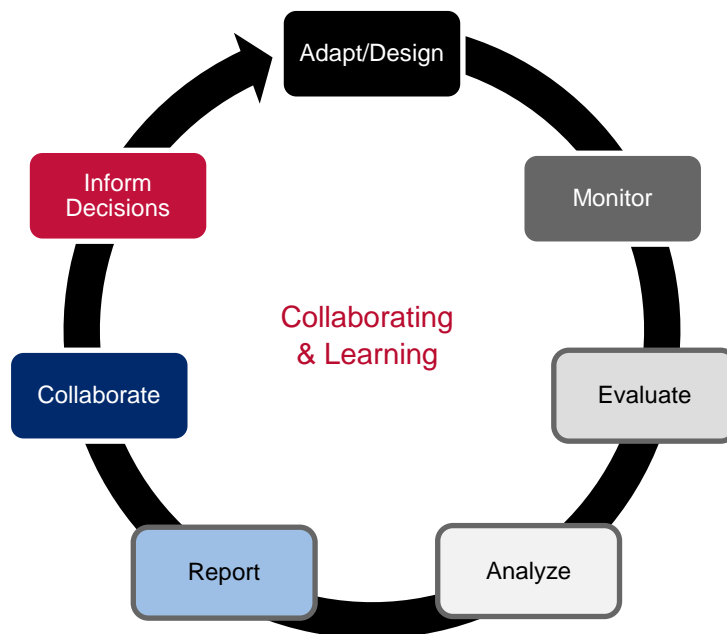 Adapt/Design
Monitor
Evaluate
Analyze
Report
Collaborate
Inform
Decisions
Collaborating
& Learning